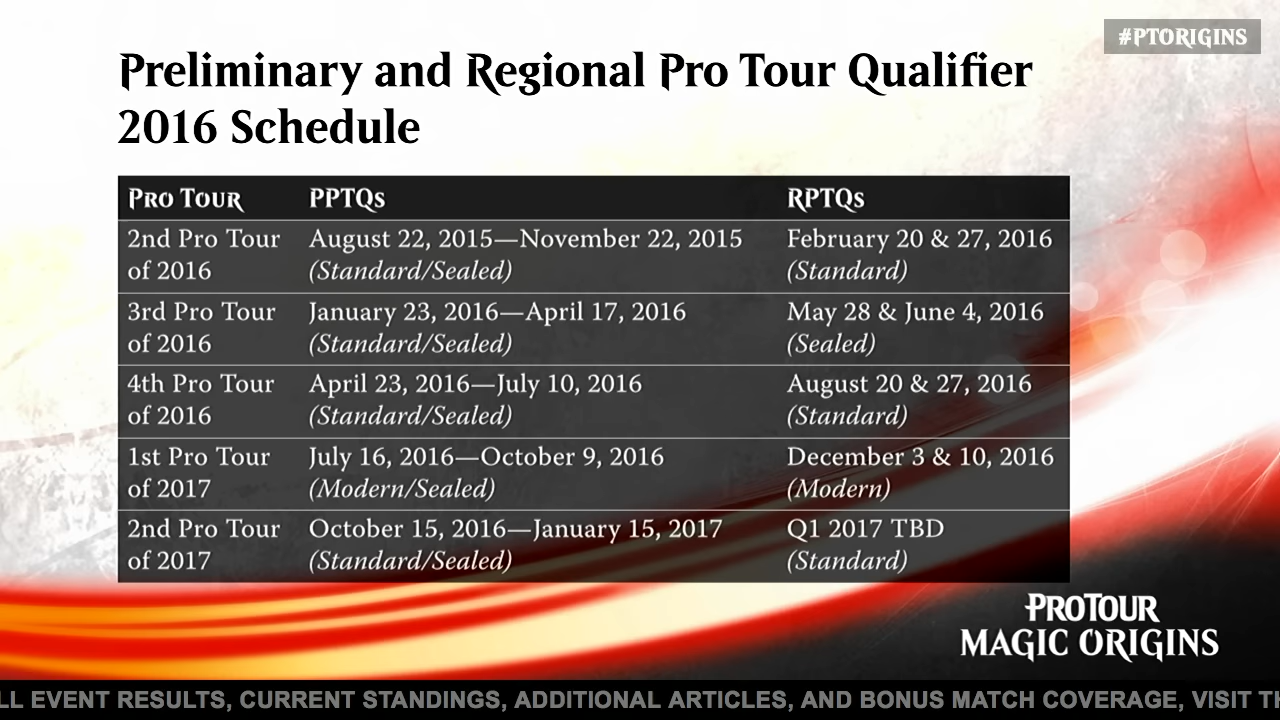 #PTORIGINS
Preliminary and Regional Pro Tour Qualifier
2016 Schedule
Pro Tour PPTQs RPTQs
2nd Pro Tour August 22, 2015—November 22, 2015 February 20 & 27, 2016
of 2016 (Standard/Sealed) (Standard)
3rd Pro Tour January 23, 2016—April 17, 2016 May 28 & June 4, 2016
of 2016 (Standard/Sealed) (Sealed)
4th Pro Tour April 23, 2016—July 10, 2016 August 20 & 27, 2016
of 2016 (Standard/Sealed) (Standard)
1st Pro Tour July 16, 2016—October 9, 2016 December 3 & 10, 2016
of 2017 (Modern/Sealed) (Modern)
2nd Pro Tour October 15, 2016—January 15, 2017 Q1 2017 TBD
of 2017 (Standard/Sealed) (Standard)
PROTOUR
MAGIC ORIGINS
EVENT RESULTS, CURRENT STANDINGS, ADDITIONAL ARTICLES, AND BONUS MATCH COVERAGE, VISIT